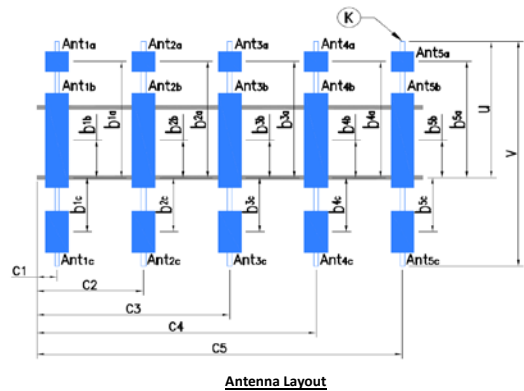 K
Ant1a Ant2a Ant3a Ant4a Ant5a
Ant1b Ant2b Ant3b Ant4b Ant5b
b1b b1a b2b b2a b3b b3a b4b b4a b5b b5a u v
b1c b2c b3c b4c b5c
Ant1c Ant2c Ant3c Ant4c Ant5c
C1
C2
C3
C4
C5
Antenna Layout